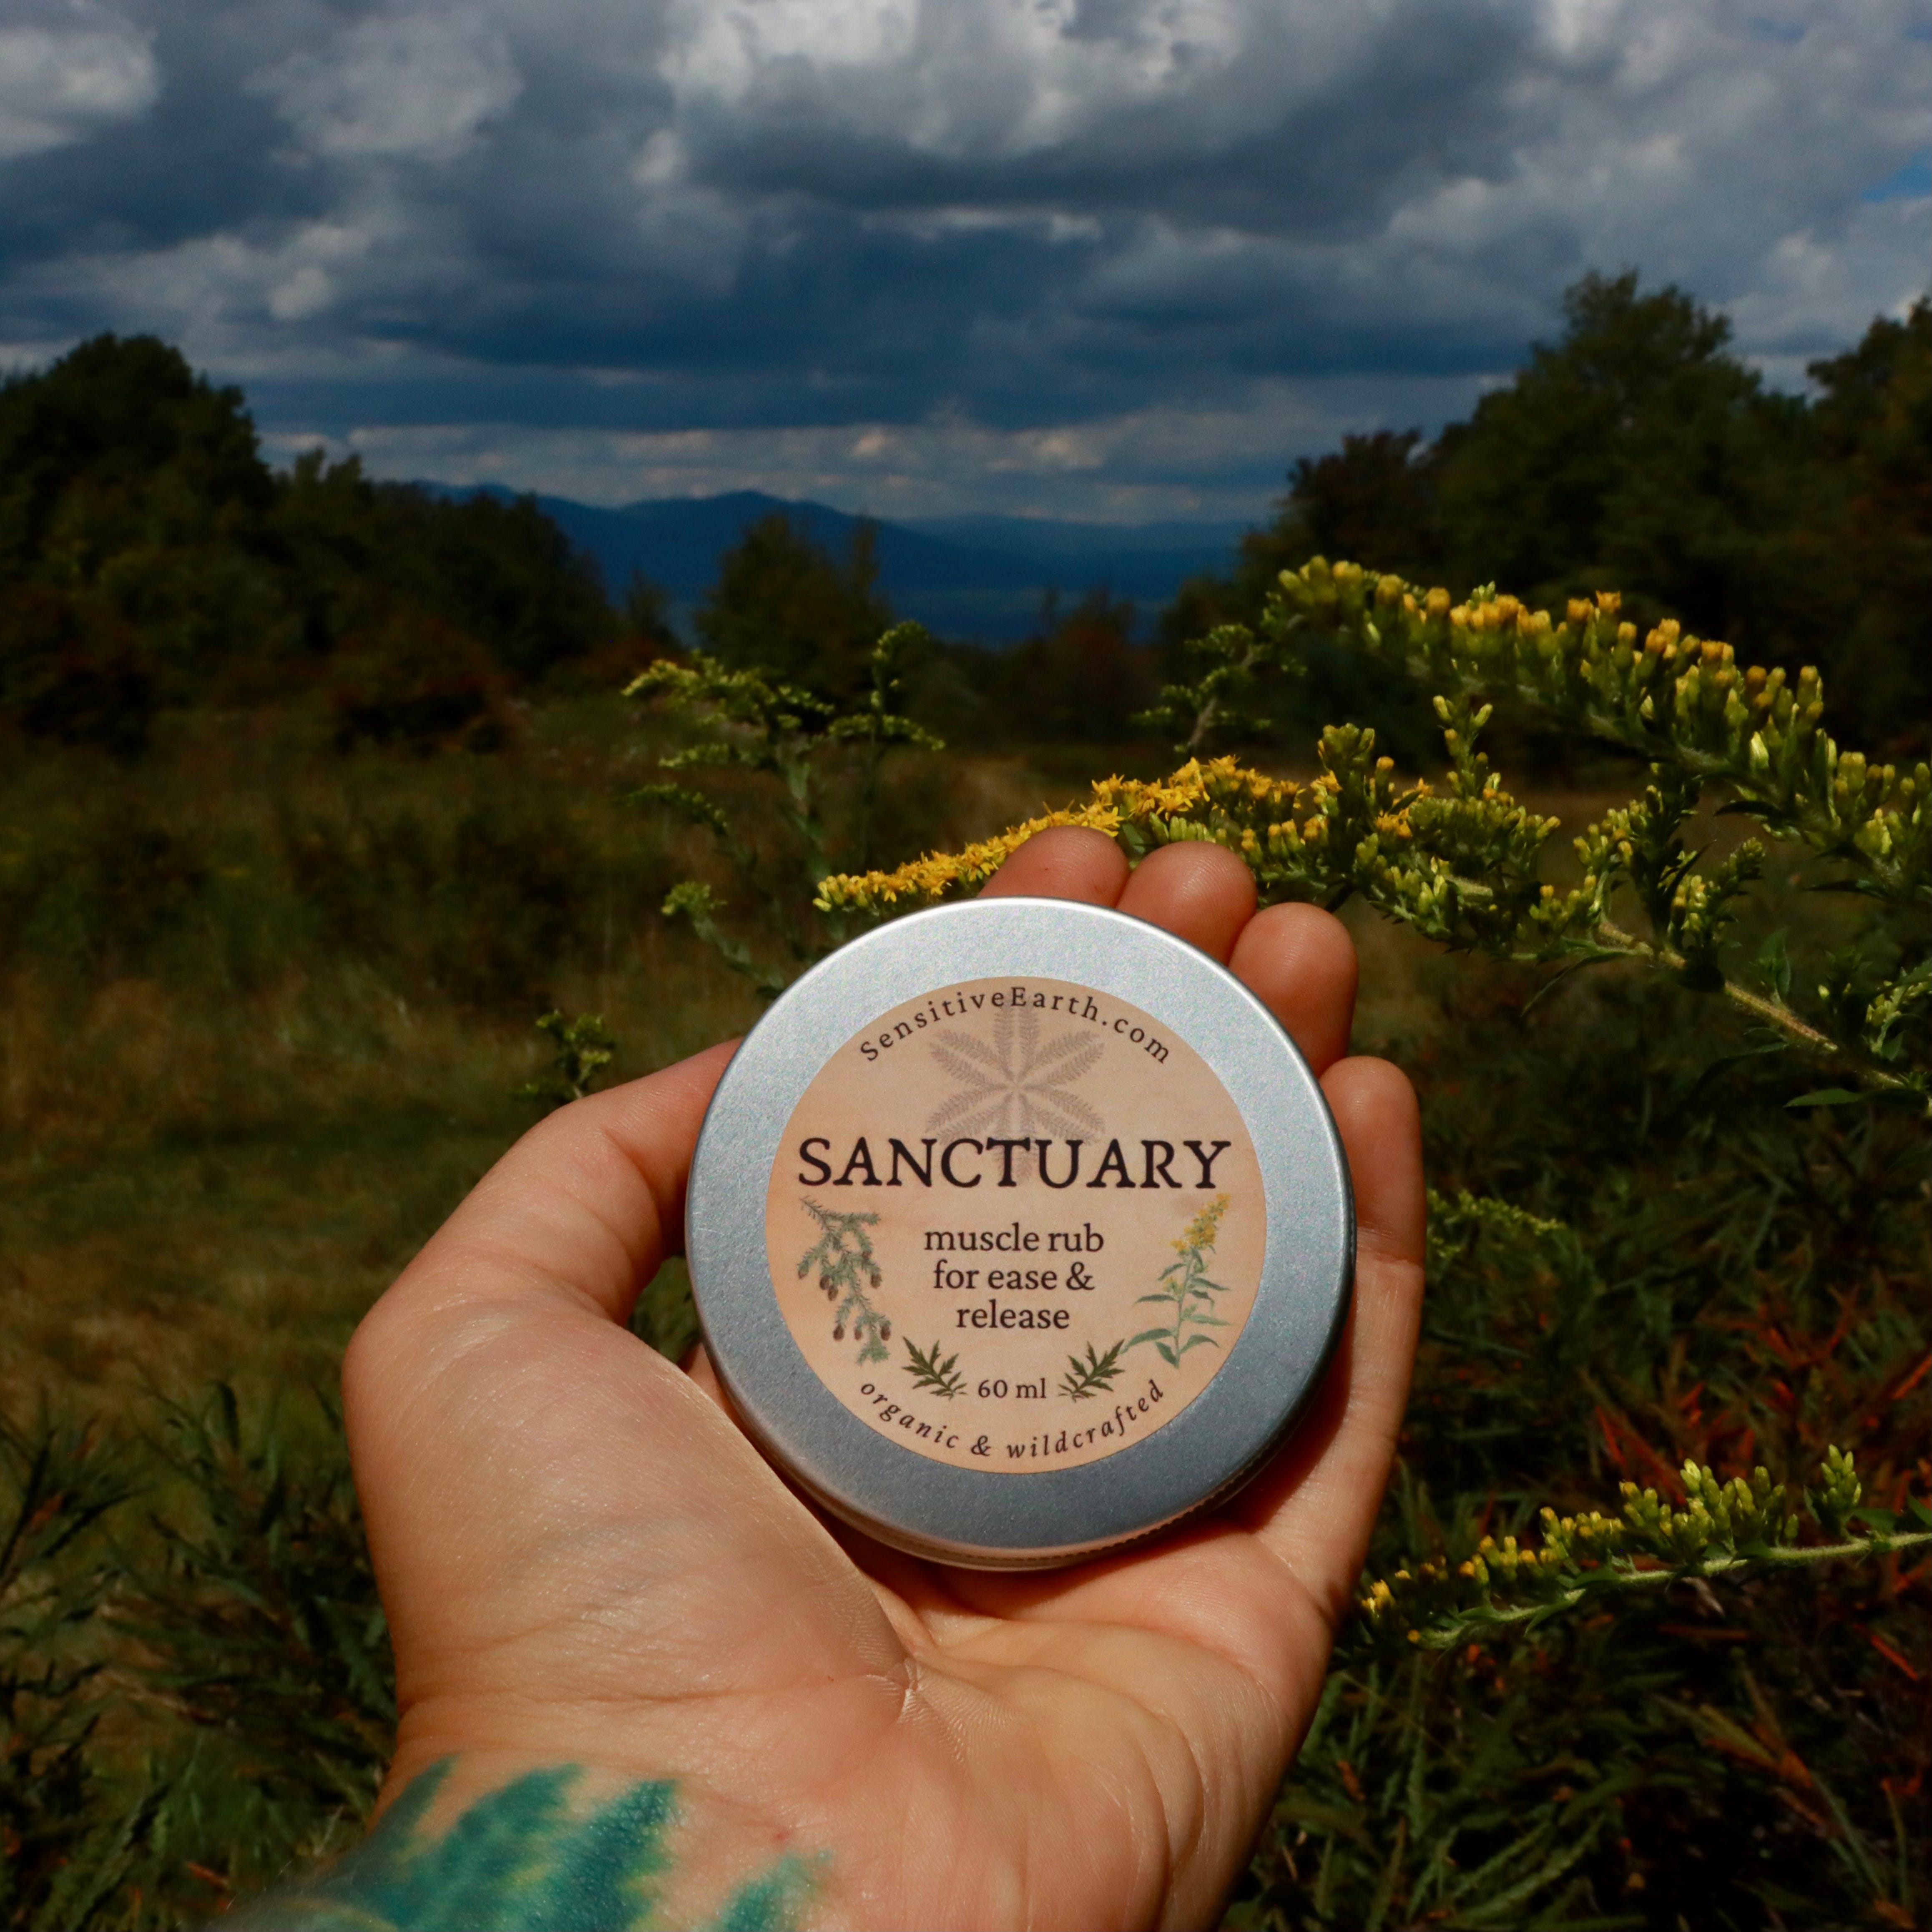 SensitiveEarth.com
SANCTUARY
muscle rub
for ease &
release
60 ml
organic & wildcrafted